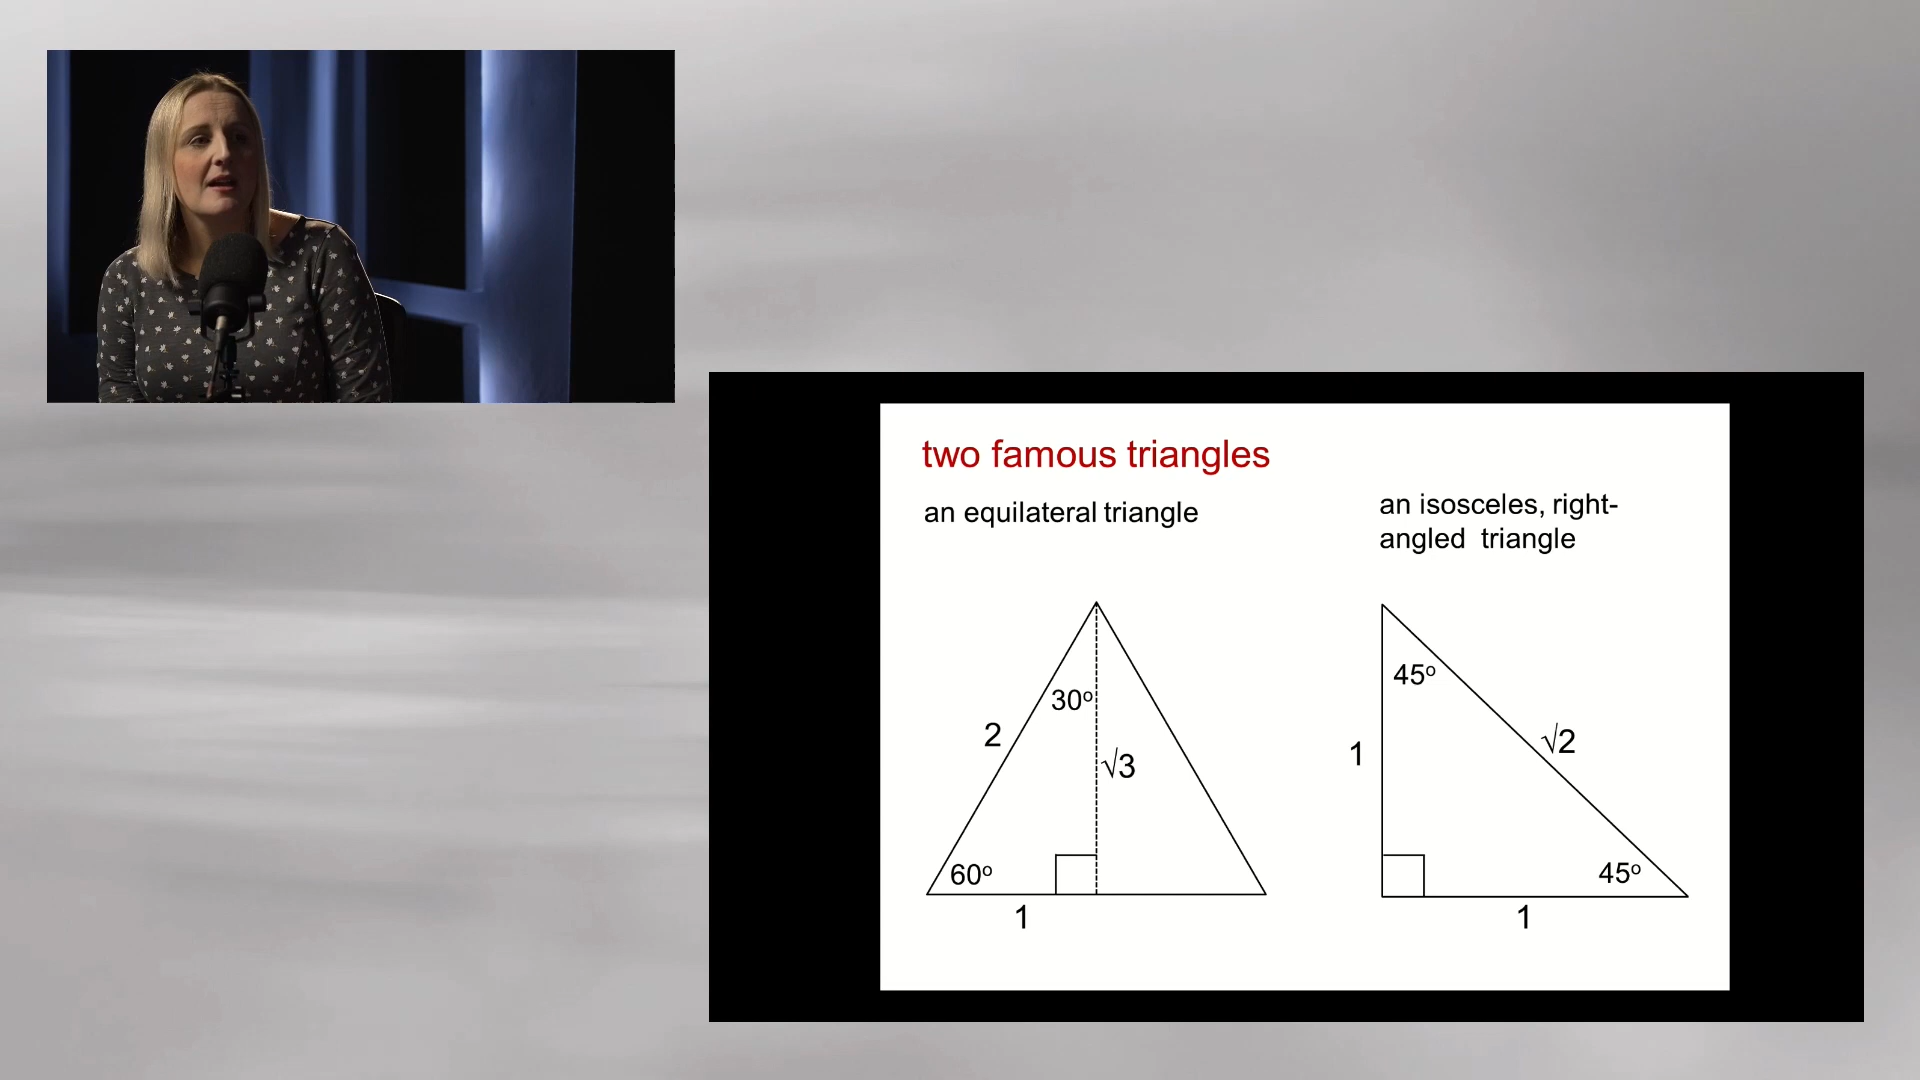 two famous triangles
an equilateral triangle
an isosceles, right-
angled triangle
30º
2
√3
60º
1
45º
1
√2
45º
1